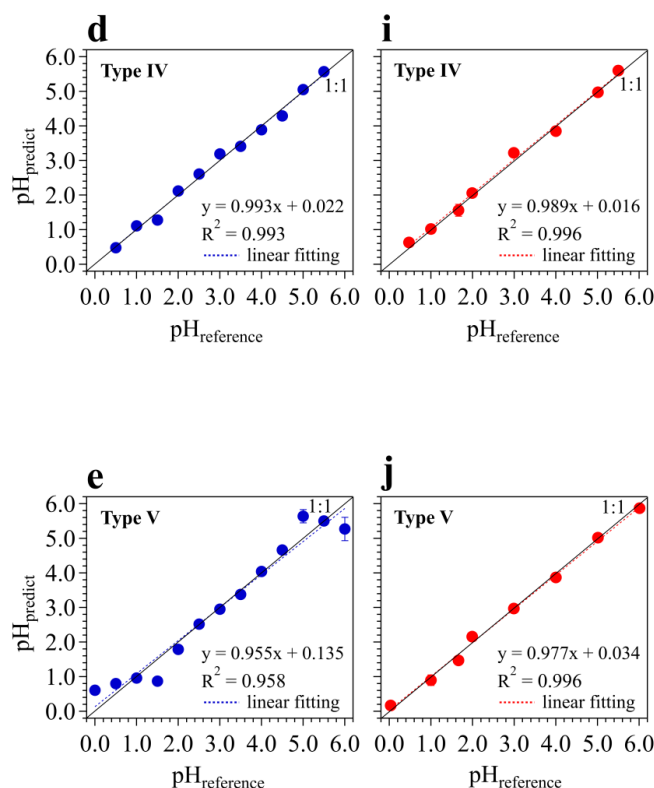 d
Type IV
1:1
pH_predict
6.0
5.0
4.0
3.0
2.0
1.0
0.0
y = 0.993x + 0.022
R² = 0.993
linear fitting
0.0 1.0 2.0 3.0 4.0 5.0 6.0
pH_reference
i
Type IV
1:1
y = 0.989x + 0.016
R² = 0.996
linear fitting
0.0 1.0 2.0 3.0 4.0 5.0 6.0
pH_reference
e
Type V
1:1
pH_predict
6.0
5.0
4.0
3.0
2.0
1.0
0.0
y = 0.955x + 0.135
R² = 0.958
linear fitting
0.0 1.0 2.0 3.0 4.0 5.0 6.0
pH_reference
j
Type V
1:1
y = 0.977x + 0.034
R² = 0.996
linear fitting
0.0 1.0 2.0 3.0 4.0 5.0 6.0
pH_reference